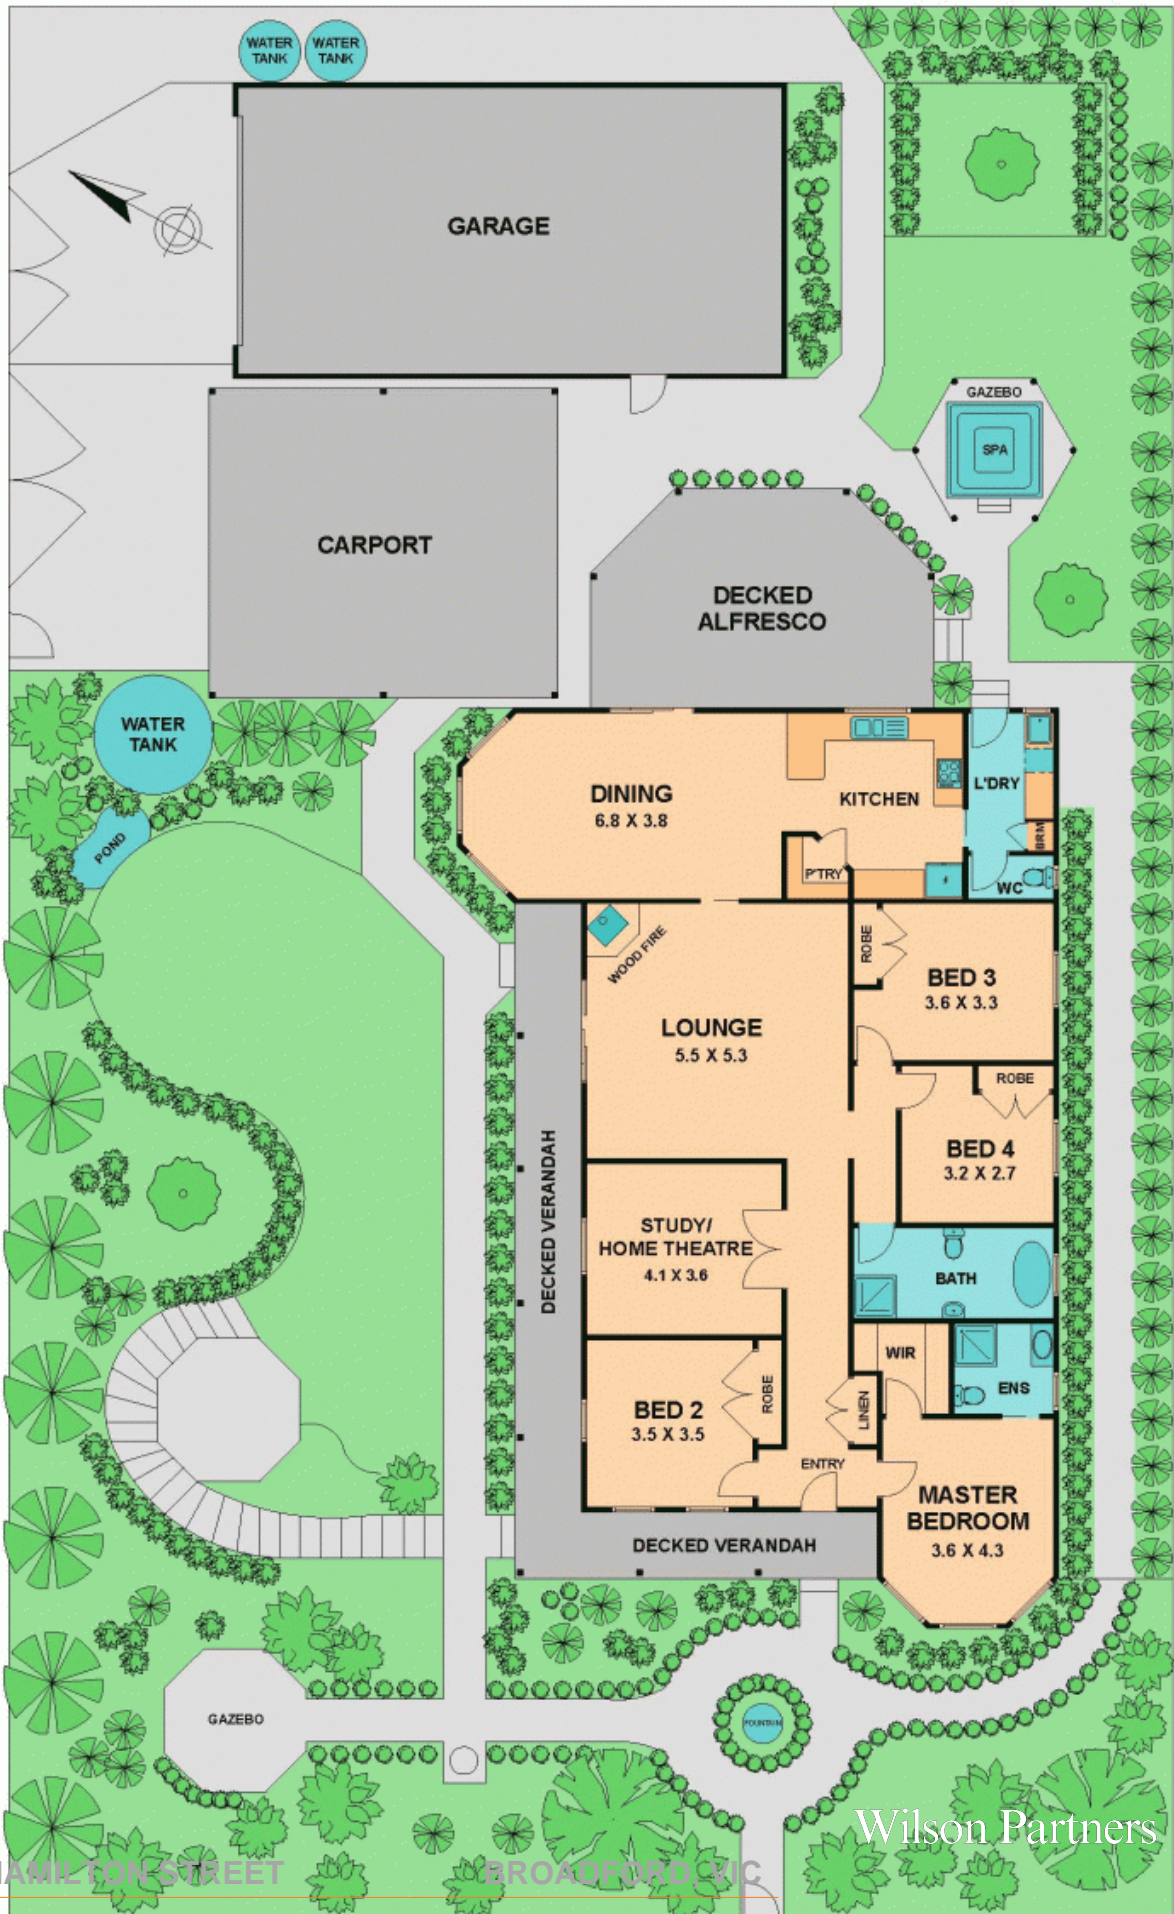 WATER
TANK
WATER
TANK
GARAGE
GAZEBO
SPA
CARPORT
DECKED
ALFRESCO
WATER
TANK
DINING
6.8 X 3.8
KITCHEN
L'DRY
BRM
POND
P'TRY
WC
WOOD FIRE
ROBE
BED 3
3.6 X 3.3
LOUNGE
5.5 X 5.3
ROBE
BED 4
3.2 X 2.7
DECKED VERANDAH
STUDY/
HOME THEATRE
4.1 X 3.6
BATH
WIR
ENS
ROBE
LINEN
BED 2
3.5 X 3.5
ENTRY
MASTER
BEDROOM
3.6 X 4.3
DECKED VERANDAH
GAZEBO
FOUNTAIN
Wilson Partners
HAMILTON STREET BROADFORD, VIC